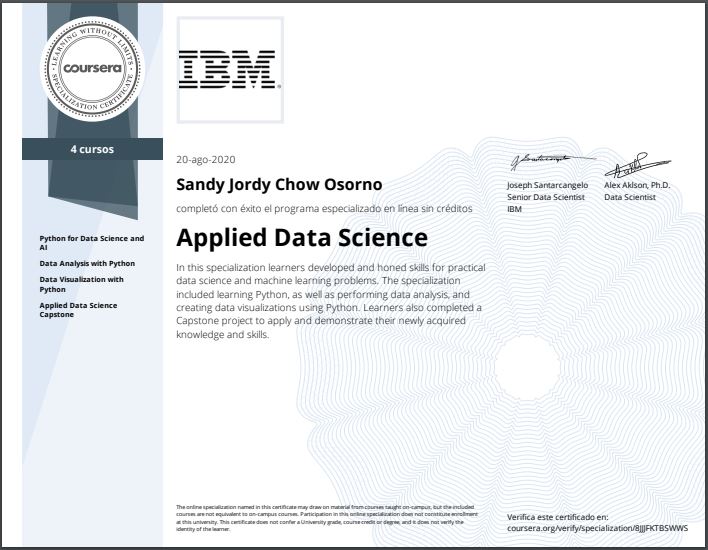 LEARNING WITHOUT LIMITS
coursera
SPECIALIZATION CERTIFICATE
4 cursos
Python for Data Science and
AI
Data Analysis with Python
Data Visualization with
Python
Applied Data Science
Capstone
IBM®
20-ago-2020
Sandy Jordy Chow Osorno
completó con éxito el programa especializado en línea sin créditos
Applied Data Science
In this specialization learners developed and honed skills for practical
data science and machine learning problems. The specialization
included learning Python, as well as performing data analysis, and
creating data visualizations using Python. Learners also completed a
Capstone project to apply and demonstrate their newly acquired
knowledge and skills.
Joseph Santarcangelo
Senior Data Scientist
IBM
Alex Aklson, Ph.D.
Data Scientist
The online specialization named in this certificate may draw on material from courses taught on-campus, but the included
courses are not equivalent to on-campus courses. Participation in this online specialization does not constitute enrollment
at this university. This certificate does not confer a University grade, course credit or degree, and it does not verify the
identity of the learner.
Verifica este certificado en:
coursera.org/verify/specialization/8JJJFKTBSWWS